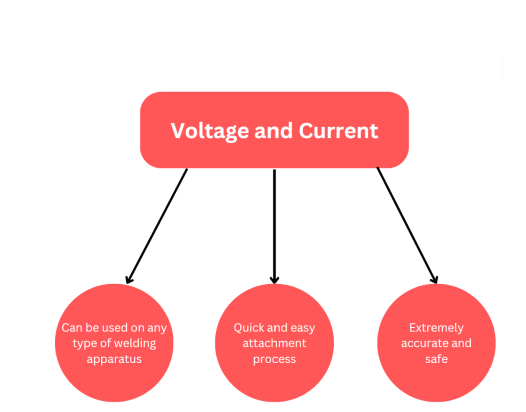 Voltage and Current
Can be used on any
type of welding
apparatus
Quick and easy
attachment
process
Extremely
accurate and
safe